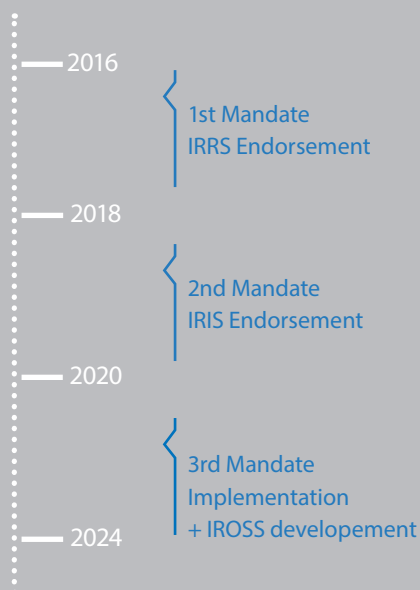 2016
1st Mandate
IRRS Endorsement
2018
2nd Mandate
IRIS Endorsement
2020
3rd Mandate
Implementation
+ IROSS developement
2024